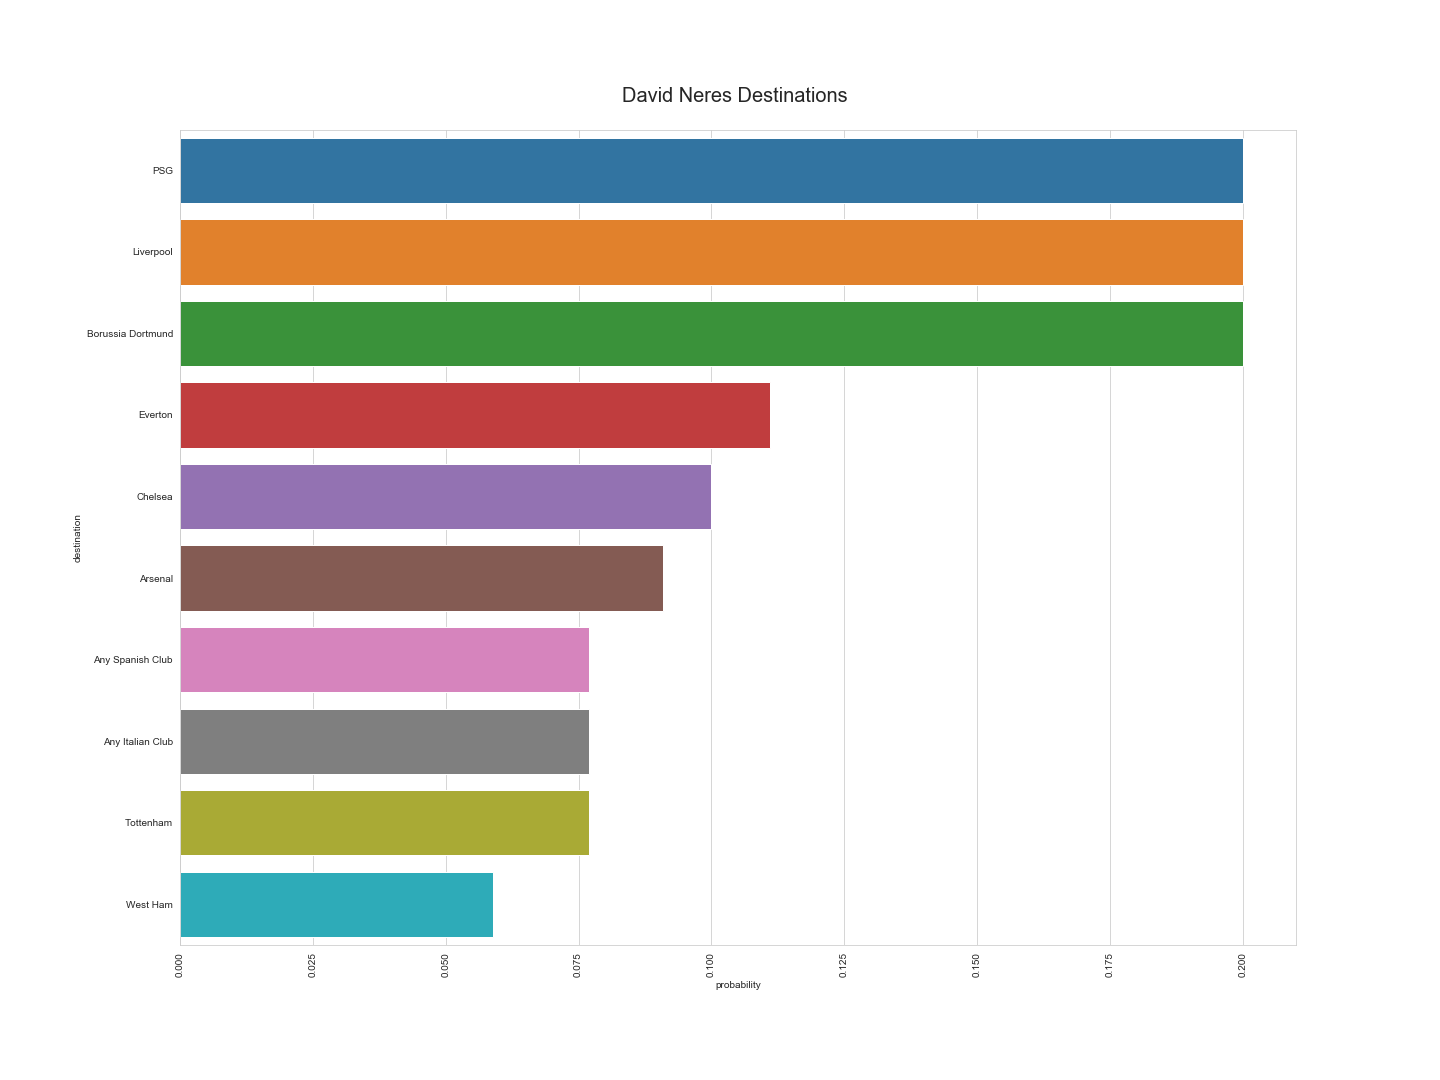 David Neres Destinations
PSG
Liverpool
Borussia Dortmund
Everton
Chelsea
Arsenal
Any Spanish Club
Any Italian Club
Tottenham
West Ham
destination
0.000
0.025
0.050
0.075
0.100
0.125
0.150
0.175
0.200
probability